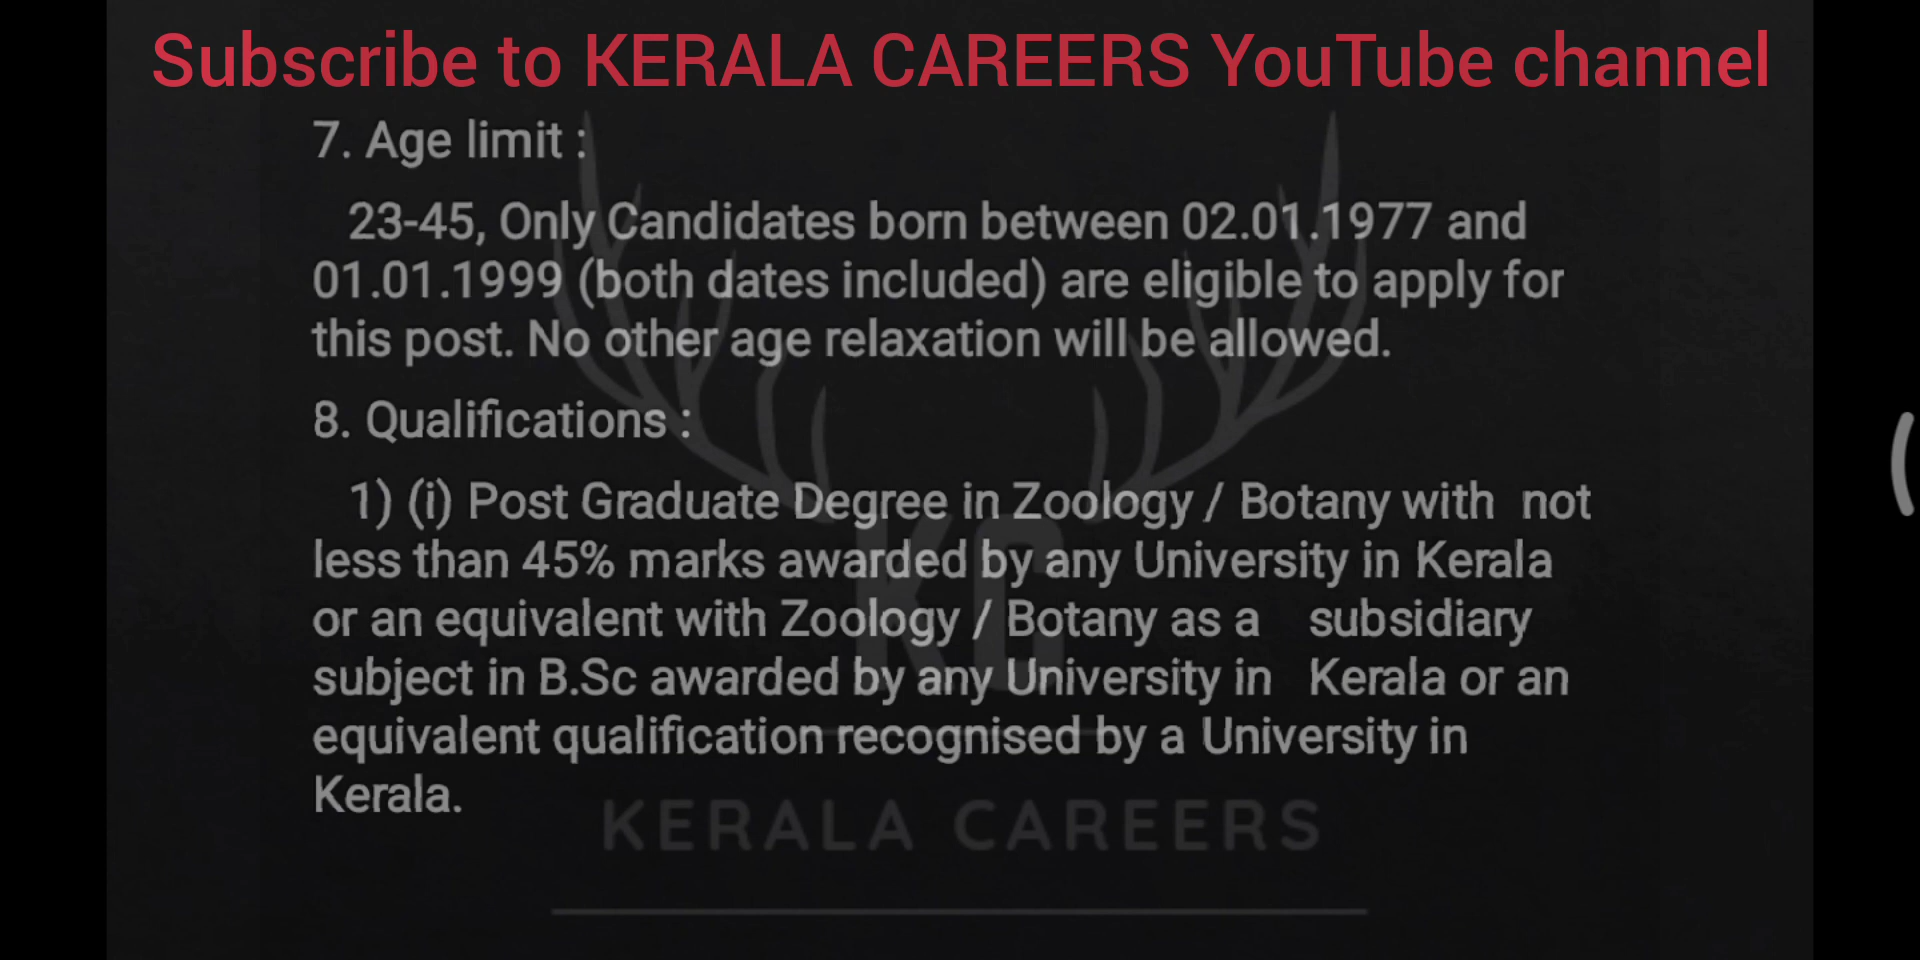 Subscribe to KERALA CAREERS YouTube channel
7. Age limit :
23-45, Only Candidates born between 02.01.1977 and
01.01.1999 (both dates included) are eligible to apply for
this post. No other age relaxation will be allowed.
8. Qualifications :
1) (i) Post Graduate Degree in Zoology / Botany with not
less than 45% marks awarded by any University in Kerala
or an equivalent with Zoology / Botany as a subsidiary
subject in B.Sc awarded by any University in Kerala or an
equivalent qualification recognised by a University in
Kerala.
KC
KERALA CAREERS